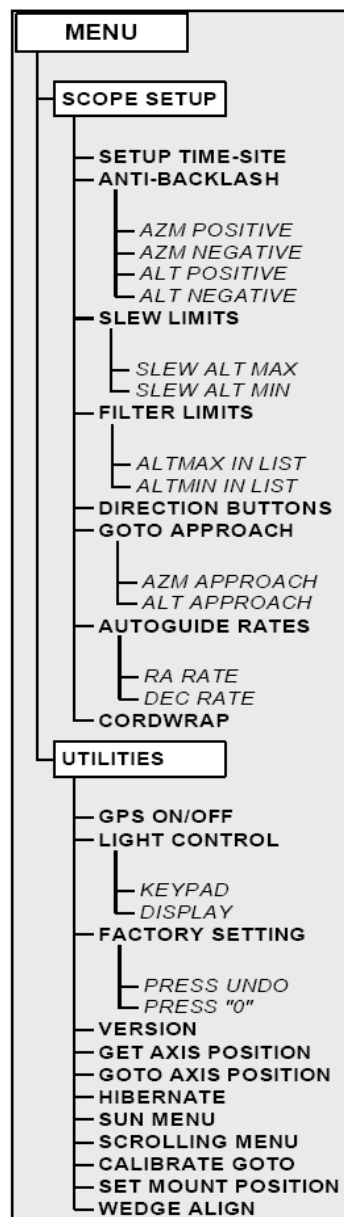 MENU
SCOPE SETUP
SETUP TIME-SITE
ANTI-BACKLASH
AZM POSITIVE
AZM NEGATIVE
ALT POSITIVE
ALT NEGATIVE
SLEW LIMITS
SLEW ALT MAX
SLEW ALT MIN
FILTER LIMITS
ALTMAX IN LIST
ALTMIN IN LIST
DIRECTION BUTTONS
GOTO APPROACH
AZM APPROACH
ALT APPROACH
AUTOGUIDE RATES
RA RATE
DEC RATE
CORDWRAP
UTILITIES
GPS ON/OFF
LIGHT CONTROL
KEYPAD
DISPLAY
FACTORY SETTING
PRESS UNDO
PRESS "0"
VERSION
GET AXIS POSITION
GOTO AXIS POSITION
HIBERNATE
SUN MENU
SCROLLING MENU
CALIBRATE GOTO
SET MOUNT POSITION
WEDGE ALIGN